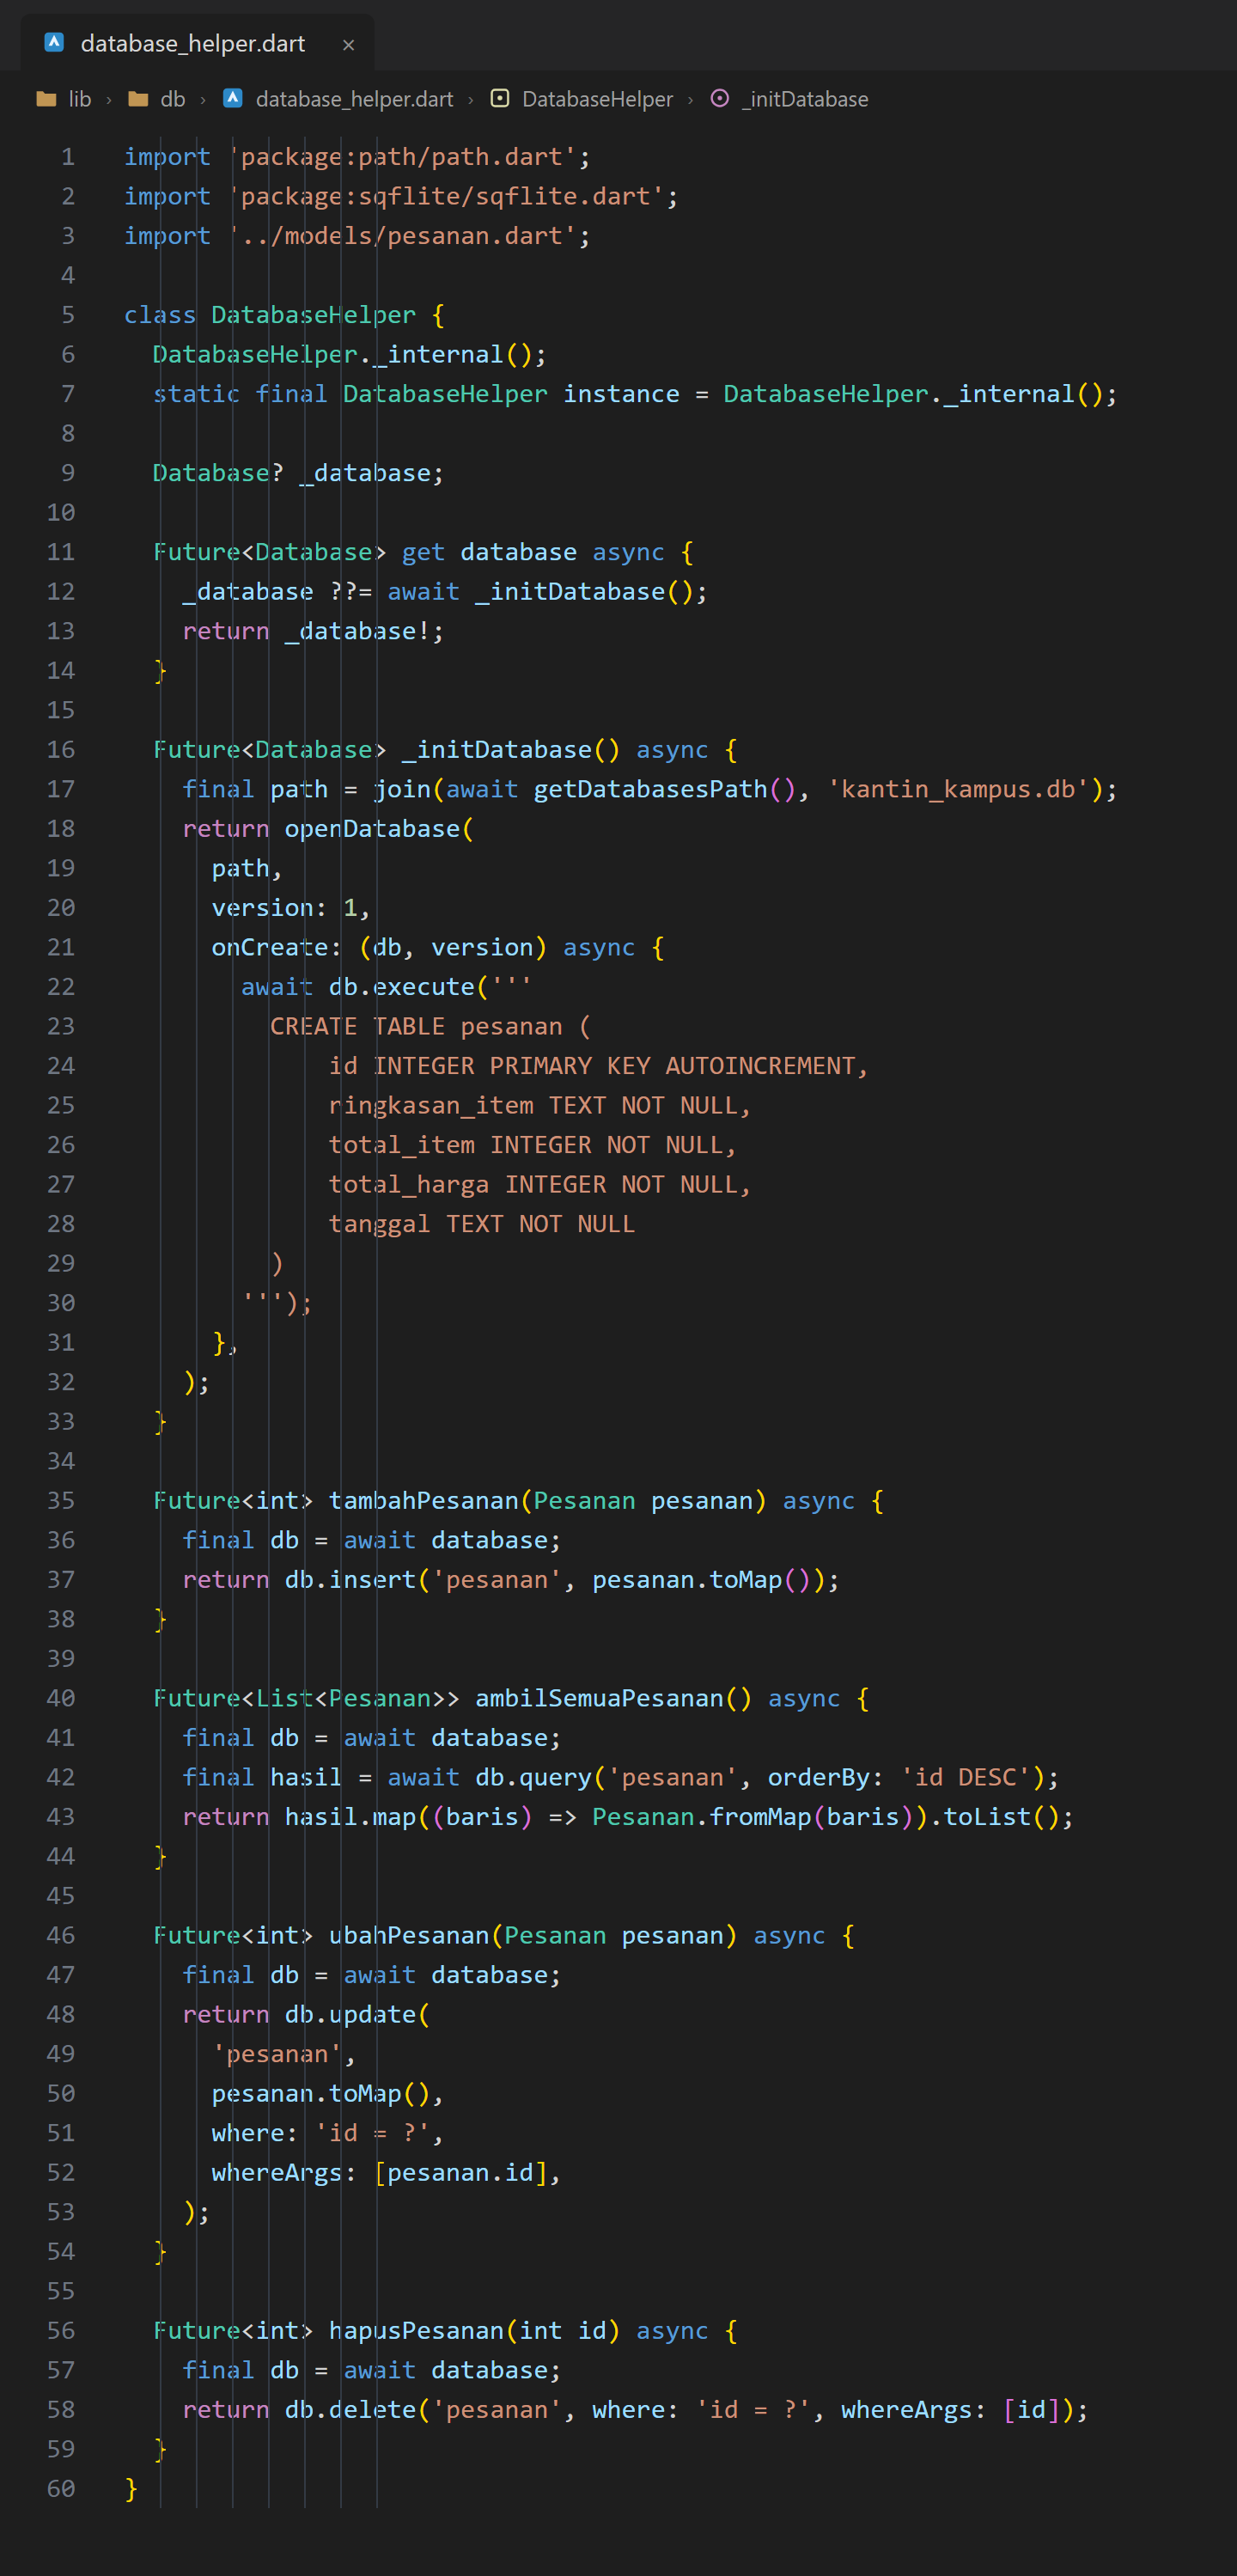 database_helper.dart ×
lib › db › database_helper.dart › DatabaseHelper › _initDatabase
1 import 'package:path/path.dart';
2 import 'package:sqflite/sqflite.dart';
3 import '../models/pesanan.dart';
4
5 class DatabaseHelper {
6   DatabaseHelper._internal();
7   static final DatabaseHelper instance = DatabaseHelper._internal();
8
9   Database? _database;
10
11   Future<Database> get database async {
12     _database ??= await _initDatabase();
13     return _database!;
14   }
15
16   Future<Database> _initDatabase() async {
17     final path = join(await getDatabasesPath(), 'kantin_kampus.db');
18     return openDatabase(
19       path,
20       version: 1,
21       onCreate: (db, version) async {
22         await db.execute('''
23           CREATE TABLE pesanan (
24               id INTEGER PRIMARY KEY AUTOINCREMENT,
25               ringkasan_item TEXT NOT NULL,
26               total_item INTEGER NOT NULL,
27               total_harga INTEGER NOT NULL,
28               tanggal TEXT NOT NULL
29           )
30         ''');
31       },
32     );
33   }
34
35   Future<int> tambahPesanan(Pesanan pesanan) async {
36     final db = await database;
37     return db.insert('pesanan', pesanan.toMap());
38   }
39
40   Future<List<Pesanan>> ambilSemuaPesanan() async {
41     final db = await database;
42     final hasil = await db.query('pesanan', orderBy: 'id DESC');
43     return hasil.map((baris) => Pesanan.fromMap(baris)).toList();
44   }
45
46   Future<int> ubahPesanan(Pesanan pesanan) async {
47     final db = await database;
48     return db.update(
49       'pesanan',
50       pesanan.toMap(),
51       where: 'id = ?',
52       whereArgs: [pesanan.id],
53     );
54   }
55
56   Future<int> hapusPesanan(int id) async {
57     final db = await database;
58     return db.delete('pesanan', where: 'id = ?', whereArgs: [id]);
59   }
60 }